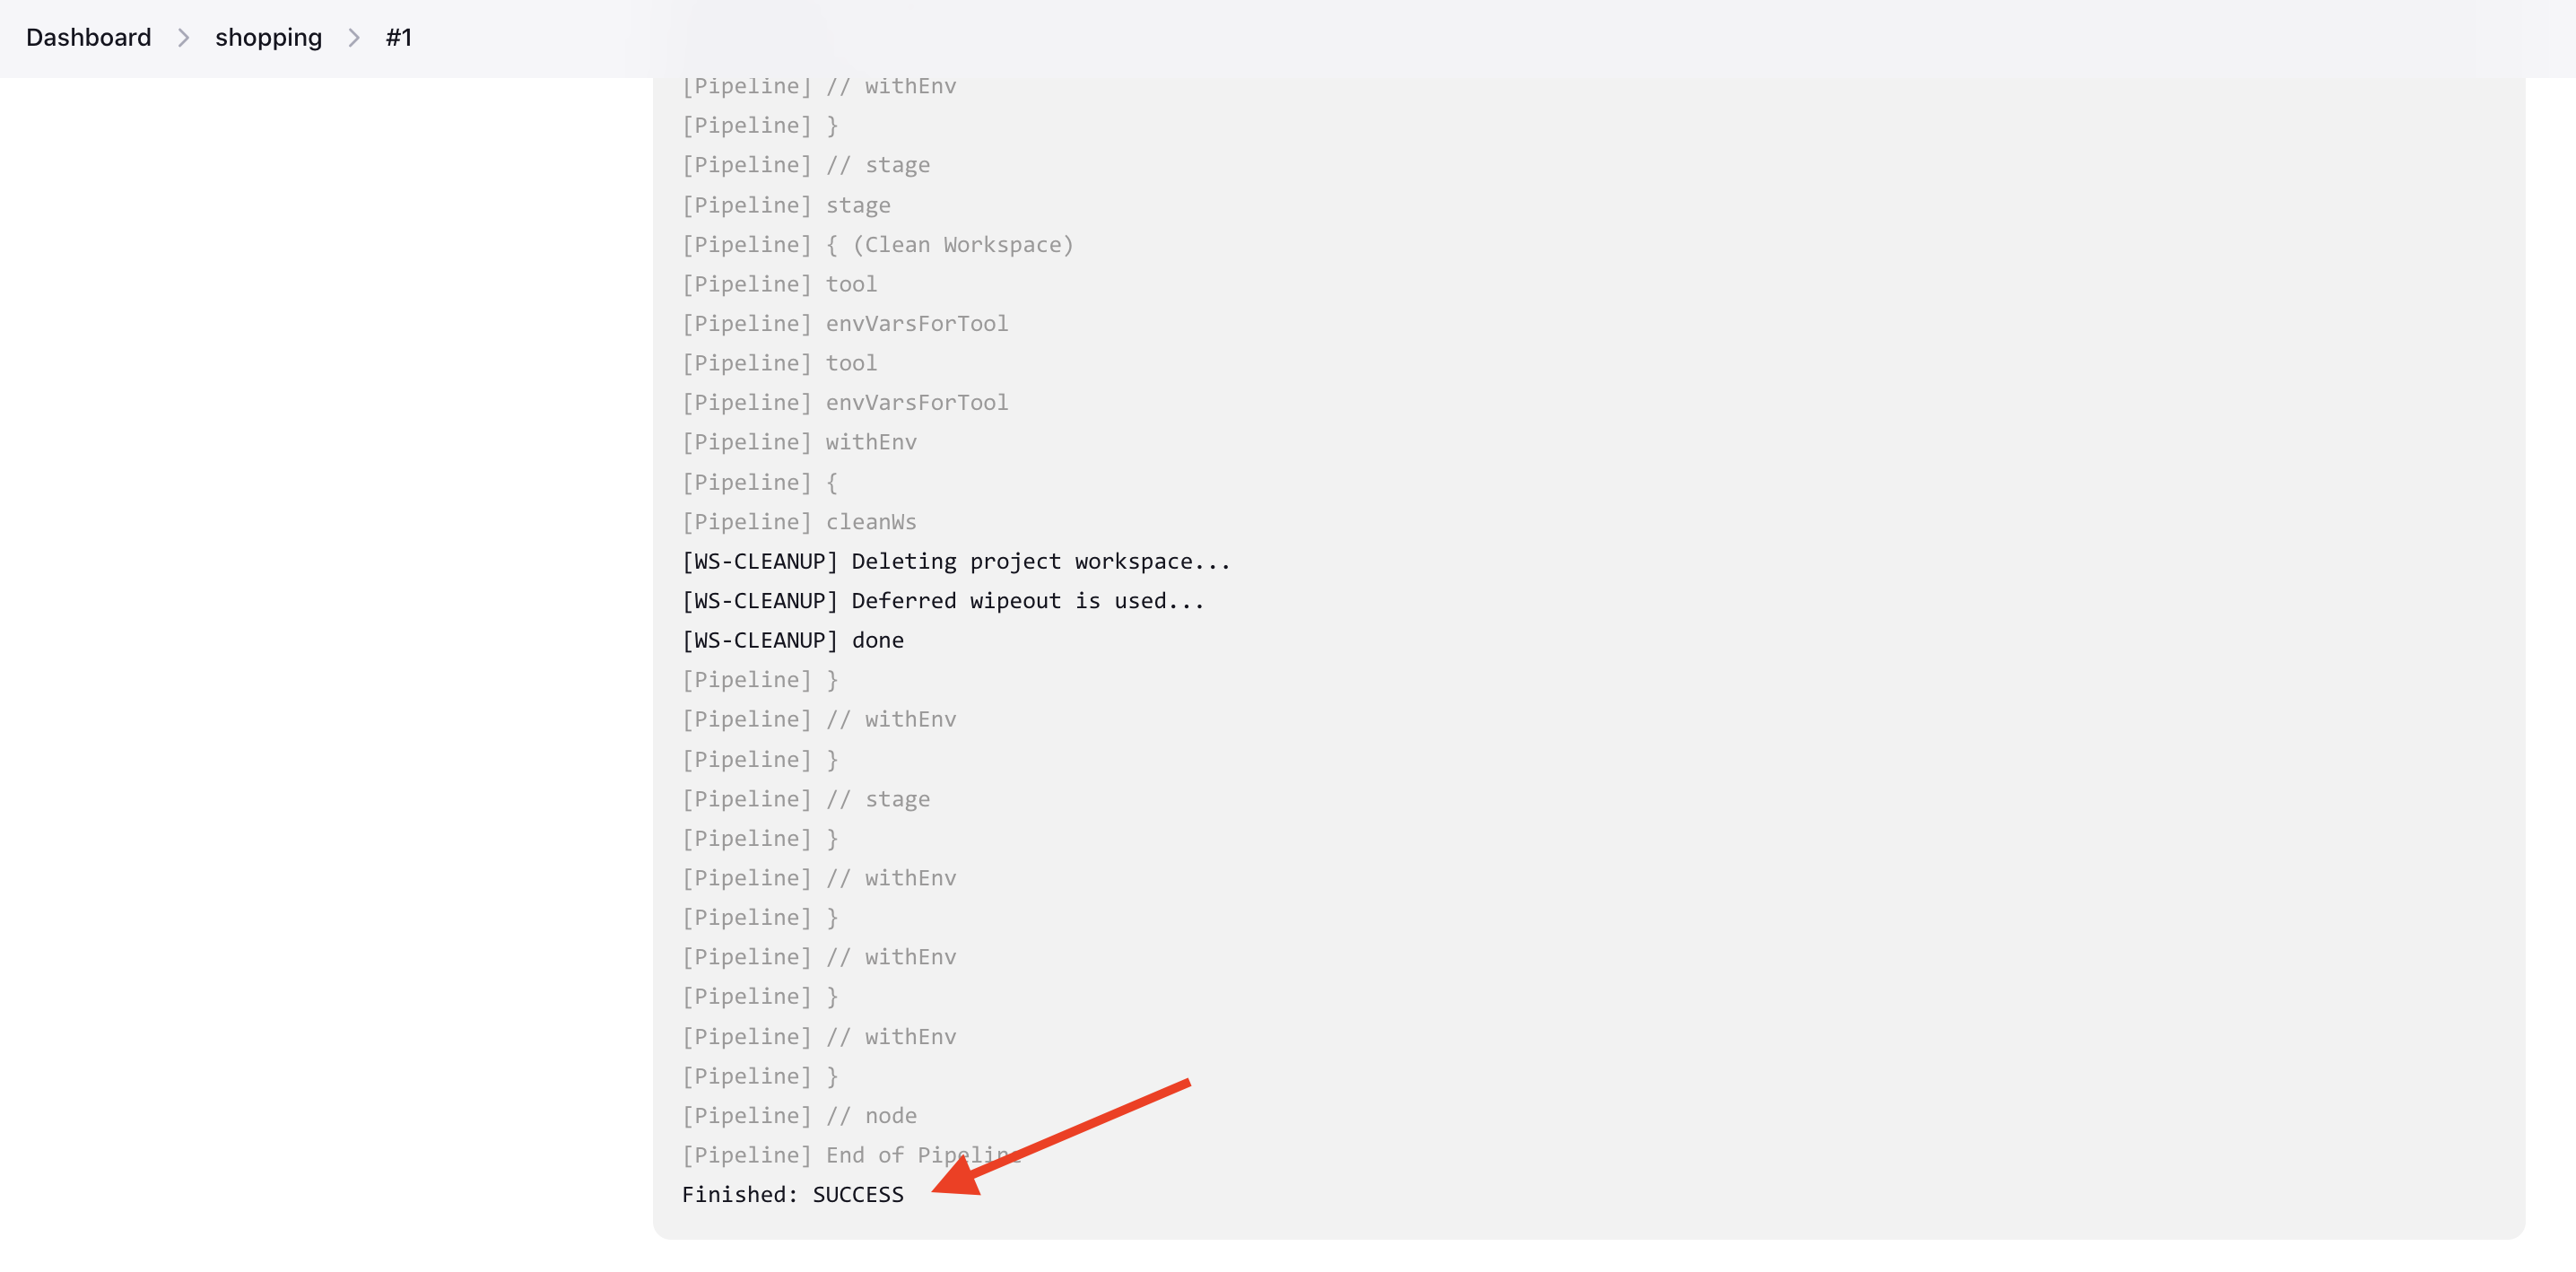 Dashboard > shopping > #1
[Pipeline] // withEnv
[Pipeline] }
[Pipeline] // stage
[Pipeline] stage
[Pipeline] { (Clean Workspace)
[Pipeline] tool
[Pipeline] envVarsForTool
[Pipeline] tool
[Pipeline] envVarsForTool
[Pipeline] withEnv
[Pipeline] {
[Pipeline] cleanWs
[WS-CLEANUP] Deleting project workspace...
[WS-CLEANUP] Deferred wipeout is used...
[WS-CLEANUP] done
[Pipeline] }
[Pipeline] // withEnv
[Pipeline] }
[Pipeline] // stage
[Pipeline] }
[Pipeline] // withEnv
[Pipeline] }
[Pipeline] // withEnv
[Pipeline] }
[Pipeline] // withEnv
[Pipeline] }
[Pipeline] // node
[Pipeline] End of Pipeline
Finished: SUCCESS